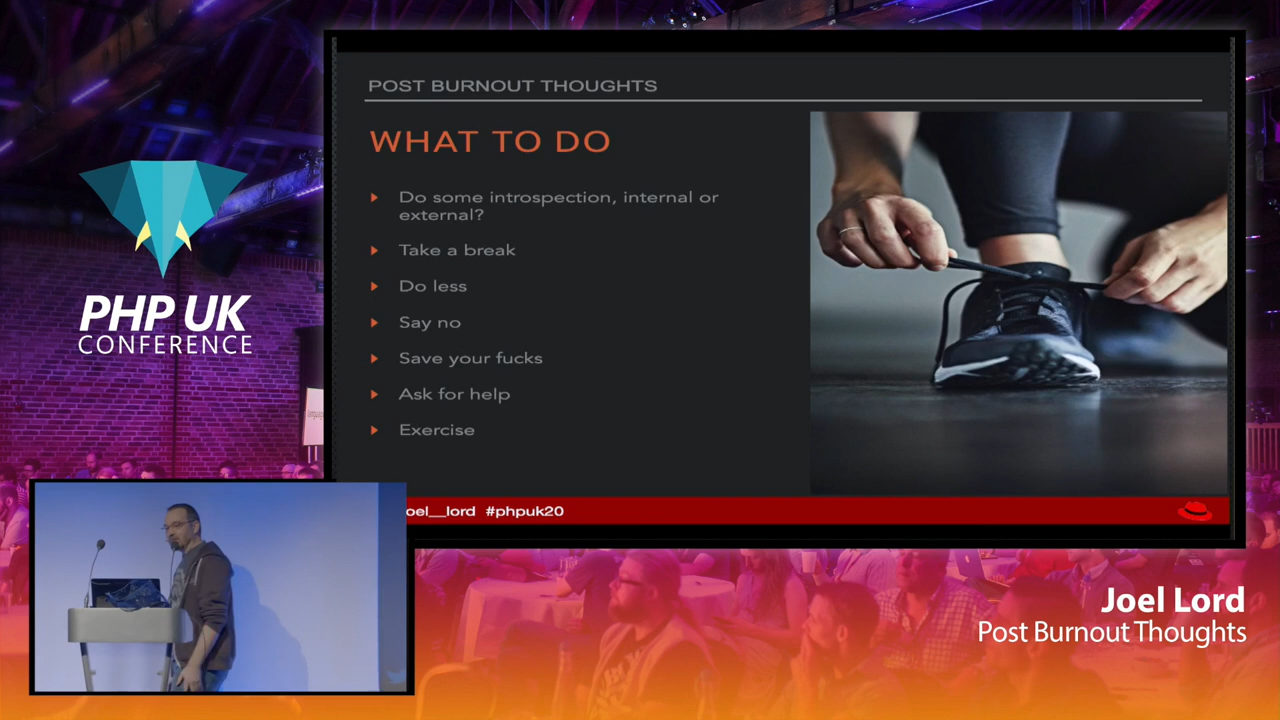 POST BURNOUT THOUGHTS
WHAT TO DO
Do some introspection, internal or
external?
Take a break
Do less
Say no
Save your fucks
Ask for help
Exercise
oel__lord #phpuk20
PHP UK
CONFERENCE
Joel Lord
Post Burnout Thoughts